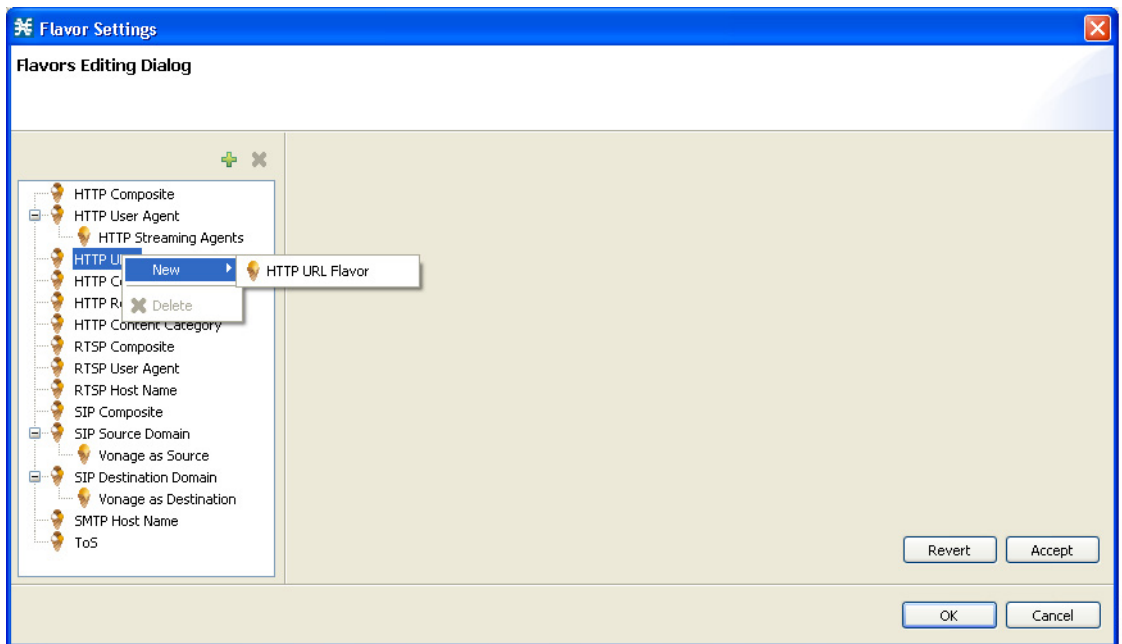 Flavor Settings
Flavors Editing Dialog
HTTP Composite
HTTP User Agent
HTTP Streaming Agents
HTTP
New
HTTP URL Flavor
HTTP
HTTP
Delete
HTTP Content Category
RTSP Composite
RTSP User Agent
RTSP Host Name
SIP Composite
SIP Source Domain
Vonage as Source
SIP Destination Domain
Vonage as Destination
SMTP Host Name
ToS
Revert
Accept
OK
Cancel